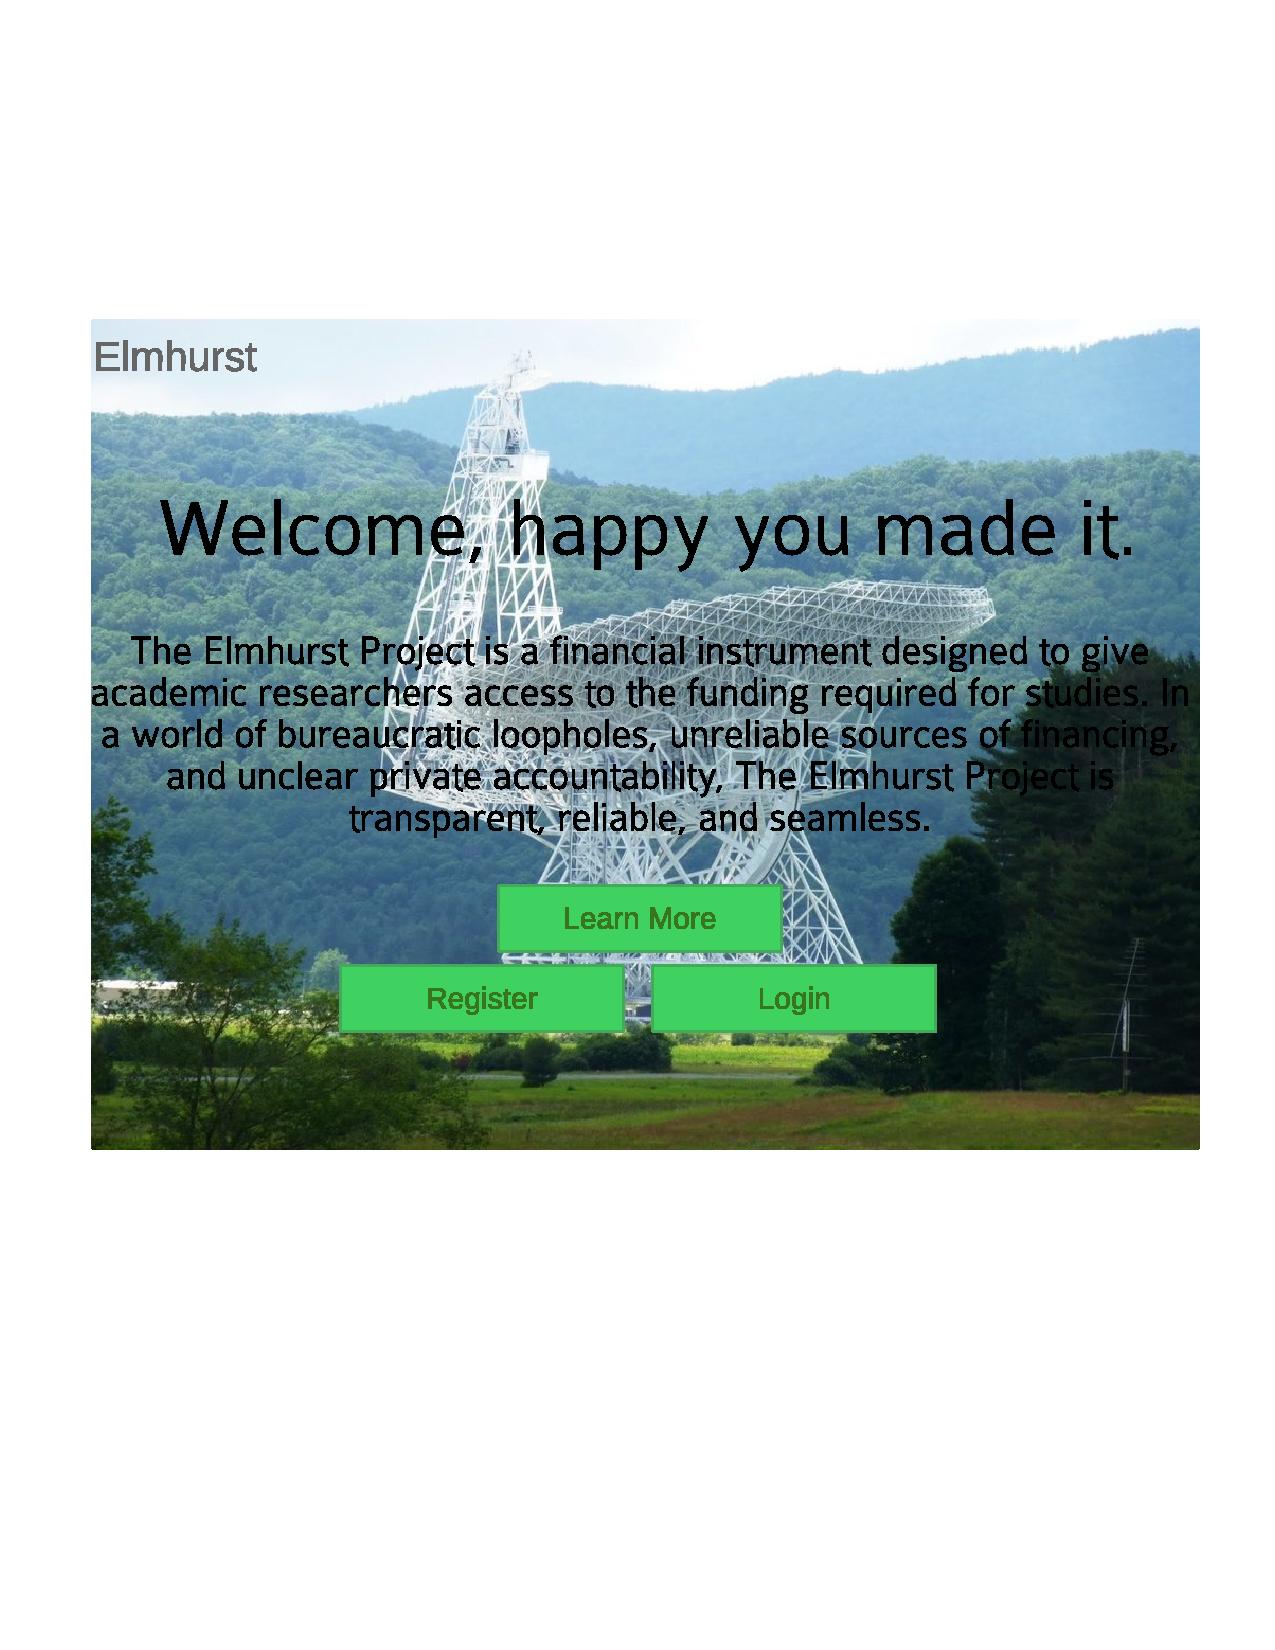 Elmhurst
Welcome, happy you made it.
The Elmhurst Project is a financial instrument designed to give
academic researchers access to the funding required for studies. In
a world of bureaucratic loopholes, unreliable sources of financing,
and unclear private accountability, The Elmhurst Project is
transparent, reliable, and seamless.
Learn More
Register
Login